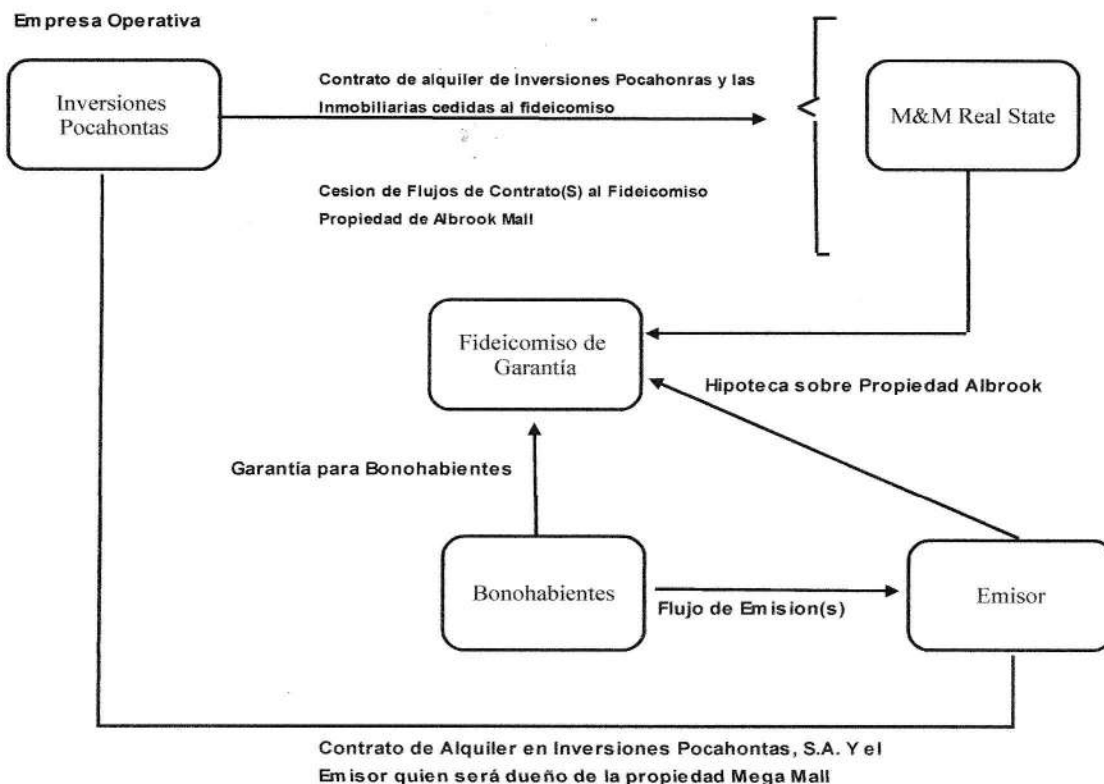 Empresa Operativa
Inversiones
Pocahontas
Contrato de alquiler de Inversiones Pocahonras y las
Inmobiliarias cedidas al fideicomiso
M&M Real State
Cesion de Flujos de Contrato(S) al Fideicomiso
Propiedad de Albrook Mall
Fideicomiso de
Garantía
Hipoteca sobre Propiedad Albrook
Garantía para Bonohabientes
Bonohabientes
Flujo de Emision(s)
Emisor
Contrato de Alquiler en Inversiones Pocahontas, S.A. Y el
Emisor quien será dueño de la propiedad Mega Mall